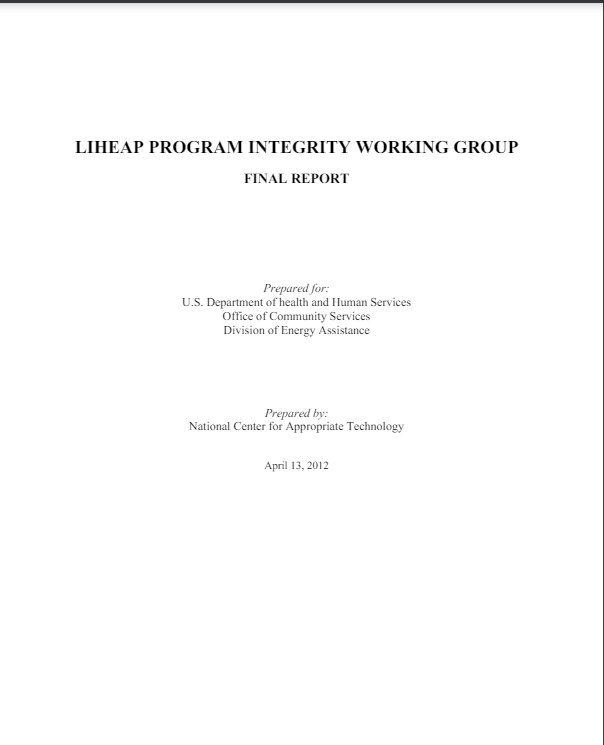 LIHEAP PROGRAM INTEGRITY WORKING GROUP
FINAL REPORT
Prepared for:
U.S. Department of health and Human Services
Office of Community Services
Division of Energy Assistance
Prepared by:
National Center for Appropriate Technology
April 13, 2012